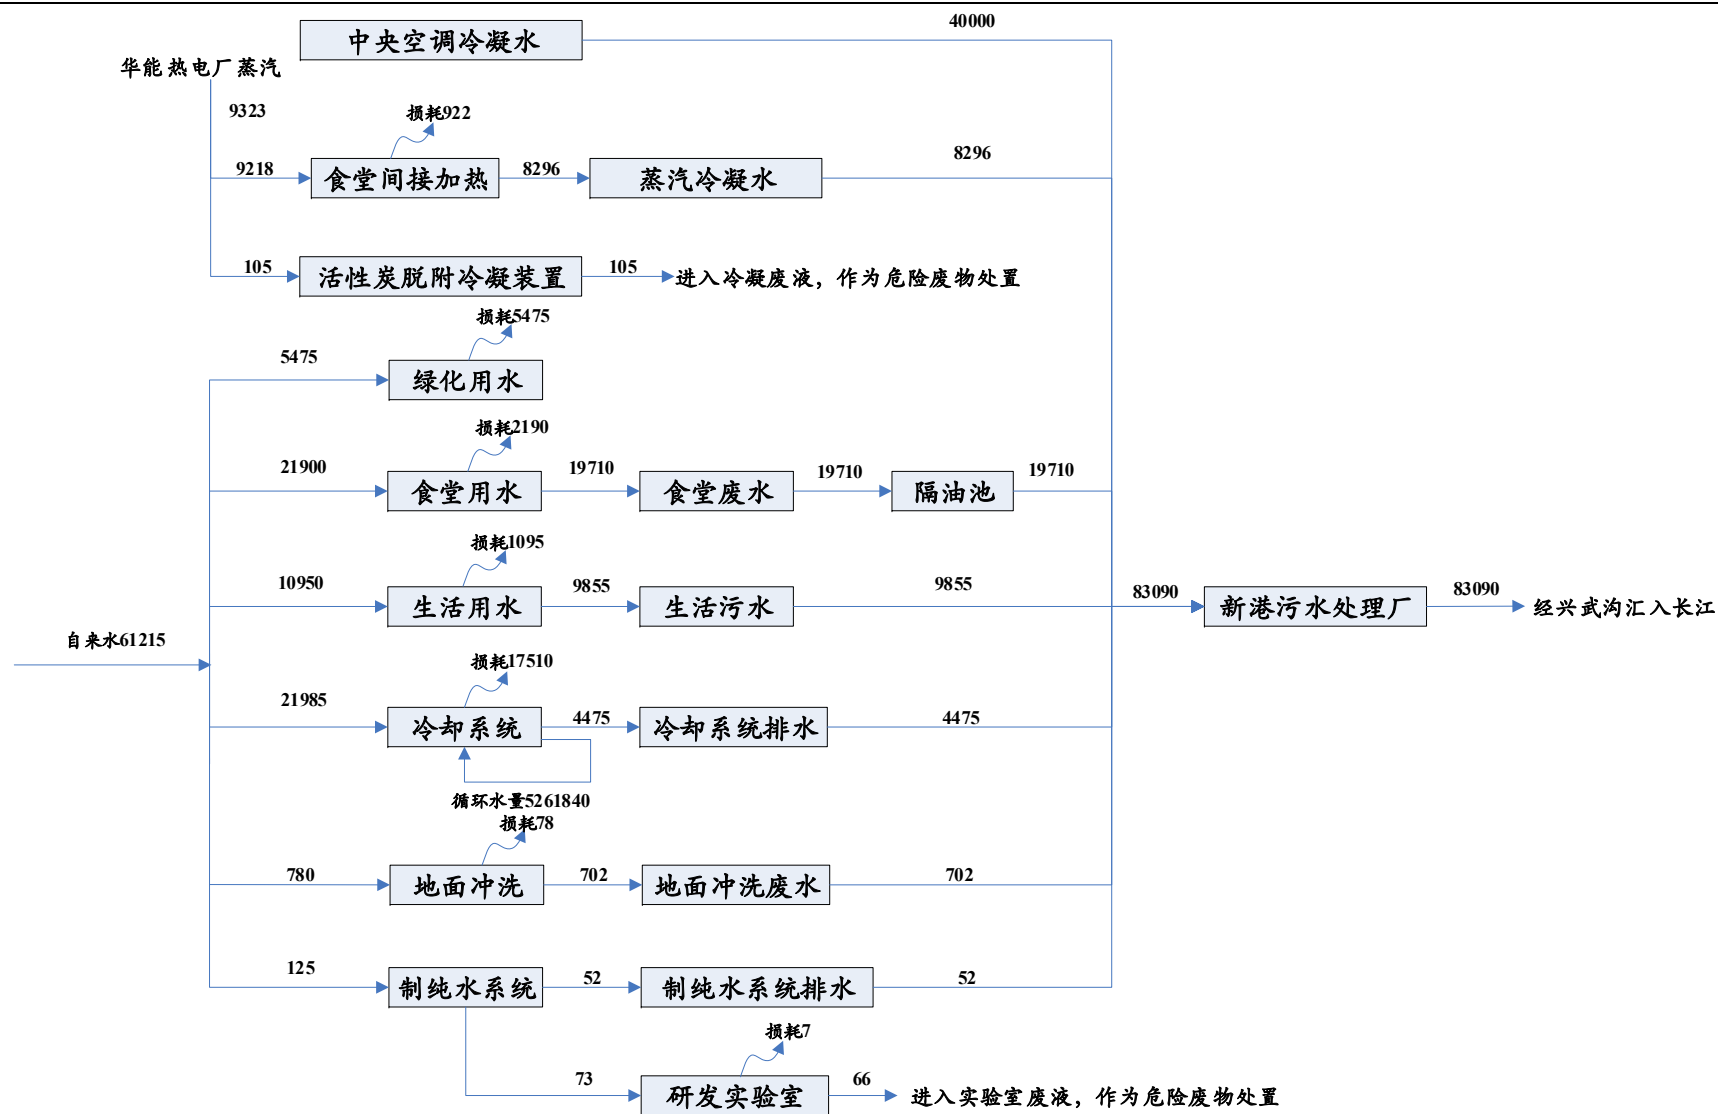 40000
中央空调冷凝水
华能热电厂蒸汽
9323
损耗922
9218
食堂间接加热
8296
蒸汽冷凝水
8296
105
活性炭脱附冷凝装置
105
进入冷凝废液，作为危险废物处置
损耗5475
5475
绿化用水
损耗2190
21900
食堂用水
19710
食堂废水
19710
隔油池
19710
损耗1095
10950
生活用水
9855
生活污水
9855
83090
新港污水处理厂
83090
经兴武沟汇入长江
自来水61215
损耗17510
21985
冷却系统
4475
冷却系统排水
4475
循环水量5261840
损耗78
780
地面冲洗
702
地面冲洗废水
702
125
制纯水系统
52
制纯水系统排水
52
损耗7
73
研发实验室
66
进入实验室废液，作为危险废物处置